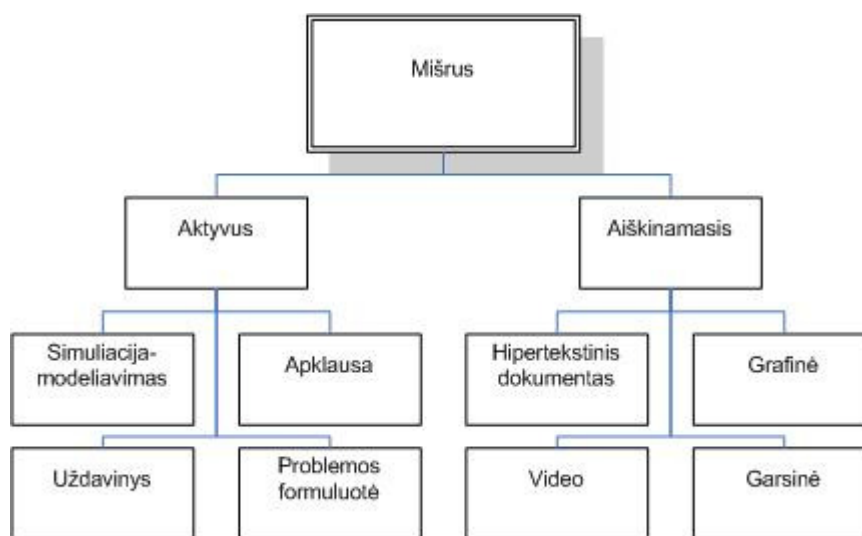 Mišrus
Aktyvus
Aiškinamasis
Simuliacija-
modeliavimas
Apklausa
Hipertekstinis
dokumentas
Grafinė
Uždavinys
Problemos
formuluotė
Video
Garsinė